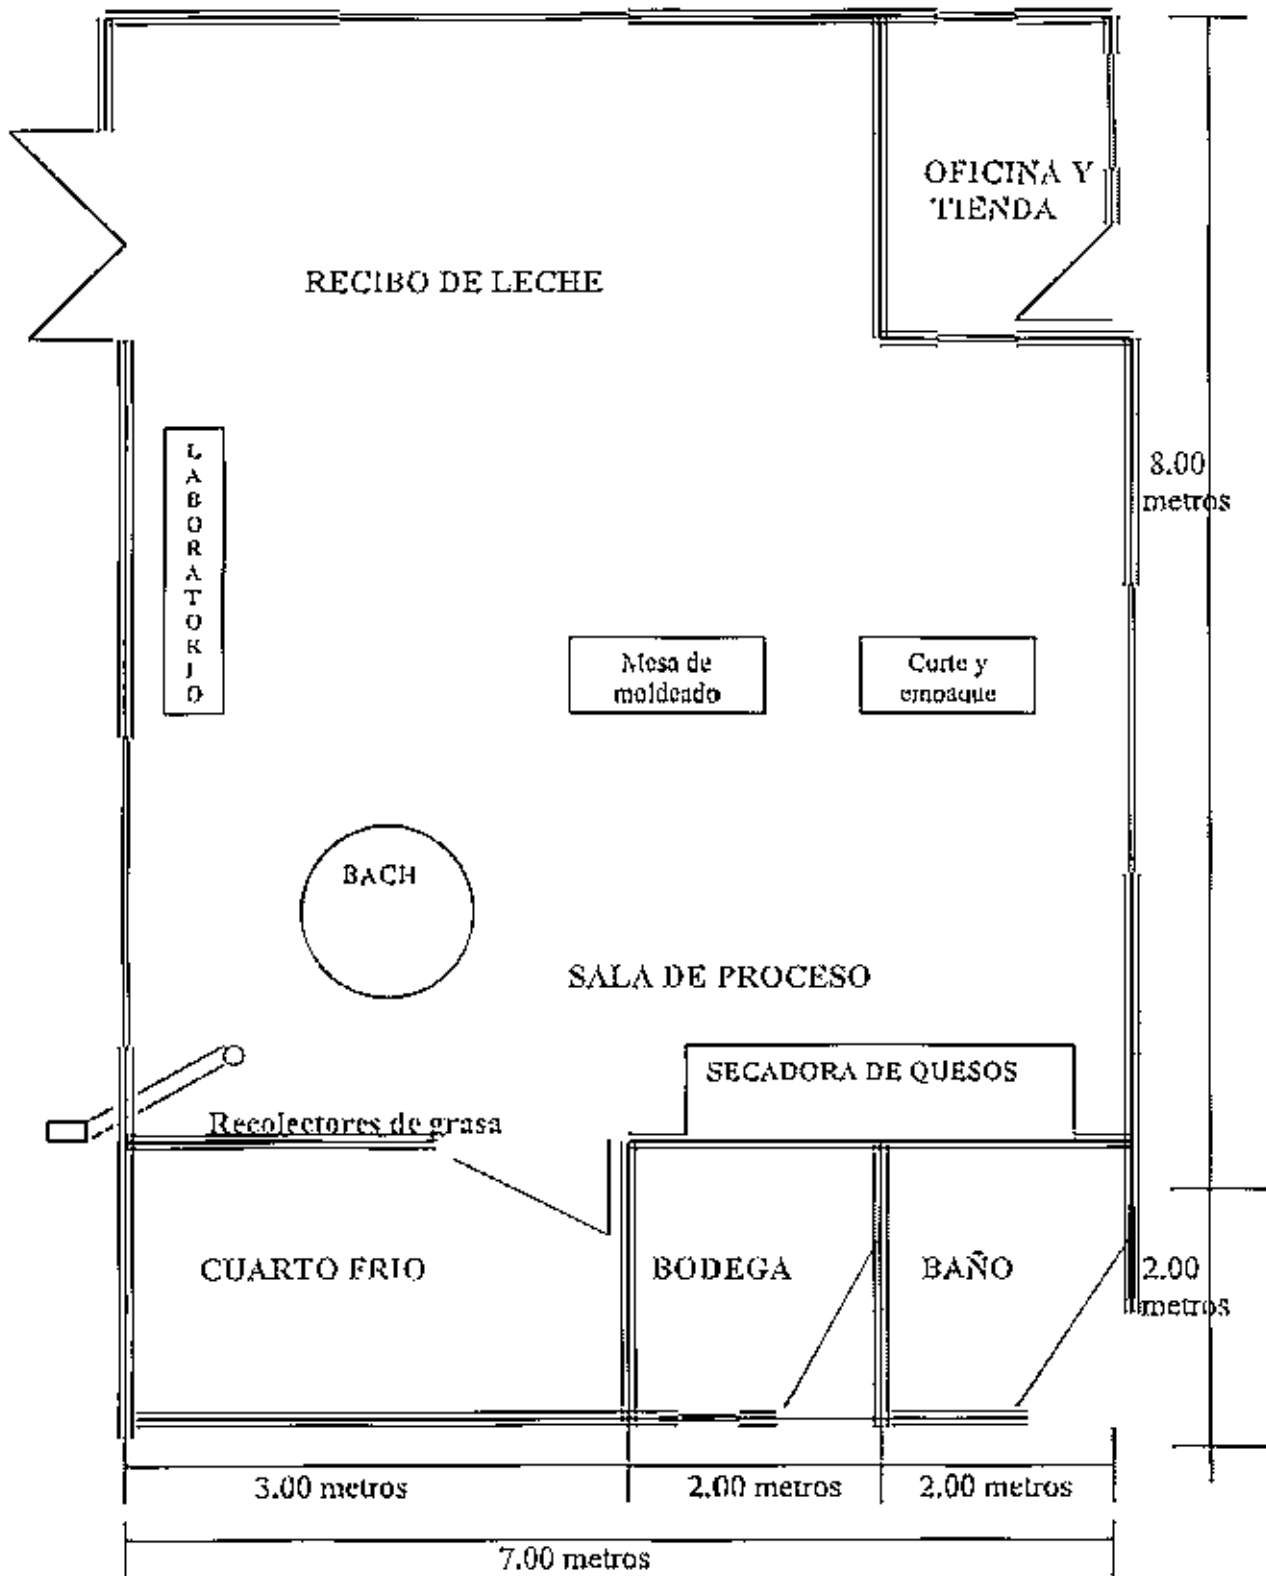 OFICINA Y
TIENDA
RECIBO DE LECHE
LABORATORIO
8.00
metros
Mesa de
moldeado
Corte y
empaque
BACH
SALA DE PROCESO
SECADORA DE QUESOS
Recolectores de grasa
CUARTO FRIO
BODEGA
BAÑO
2.00
metros
3.00 metros
2.00 metros
2.00 metros
7.00 metros